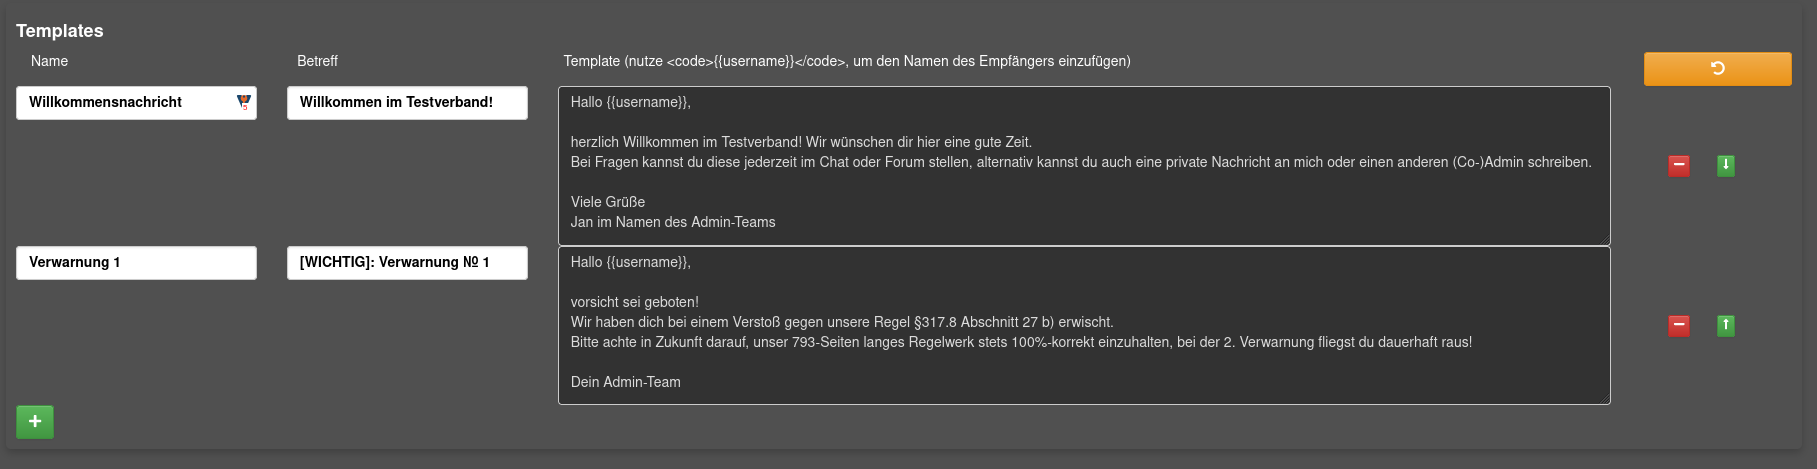 Templates
Name Betreff Template (nutze <code>{{username}}</code>, um den Namen des Empfängers einzufügen)
Willkommensnachricht Willkommen im Testverband!
Hallo {{username}},
herzlich Willkommen im Testverband! Wir wünschen dir hier eine gute Zeit.
Bei Fragen kannst du diese jederzeit im Chat oder Forum stellen, alternativ kannst du auch eine private Nachricht an mich oder einen anderen (Co-)Admin schreiben.
Viele Grüße
Jan im Namen des Admin-Teams
Verwarnung 1 [WICHTIG]: Verwarnung № 1
Hallo {{username}},
vorsicht sei geboten!
Wir haben dich bei einem Verstoß gegen unsere Regel §317.8 Abschnitt 27 b) erwischt.
Bitte achte in Zukunft darauf, unser 793-Seiten langes Regelwerk stets 100%-korrekt einzuhalten, bei der 2. Verwarnung fliegst du dauerhaft raus!
Dein Admin-Team